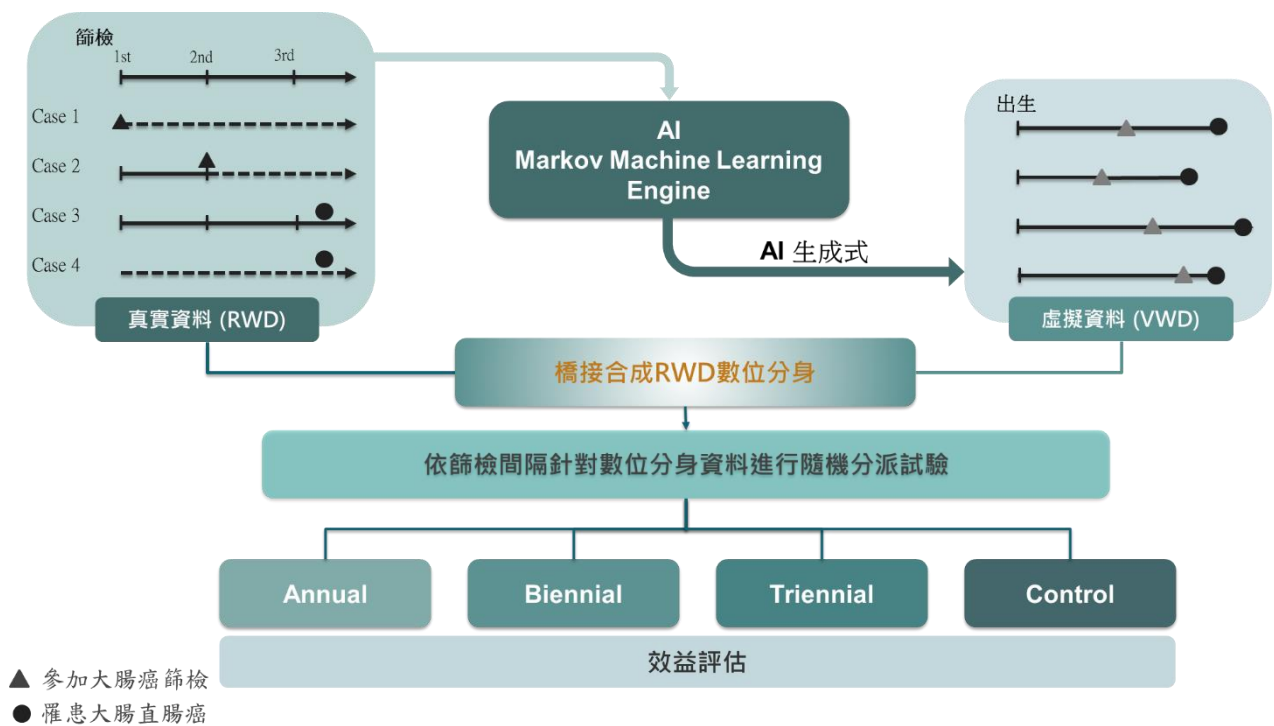 篩檢
1st 2nd 3rd
Case 1
Case 2
Case 3
Case 4
真實資料 (RWD)
AI
Markov Machine Learning
Engine
AI 生成式
出生
虛擬資料 (VWD)
橋接合成RWD數位分身
依篩檢間隔針對數位分身資料進行隨機分派試驗
Annual
Biennial
Triennial
Control
效益評估
參加大腸癌篩檢
罹患大腸直腸癌